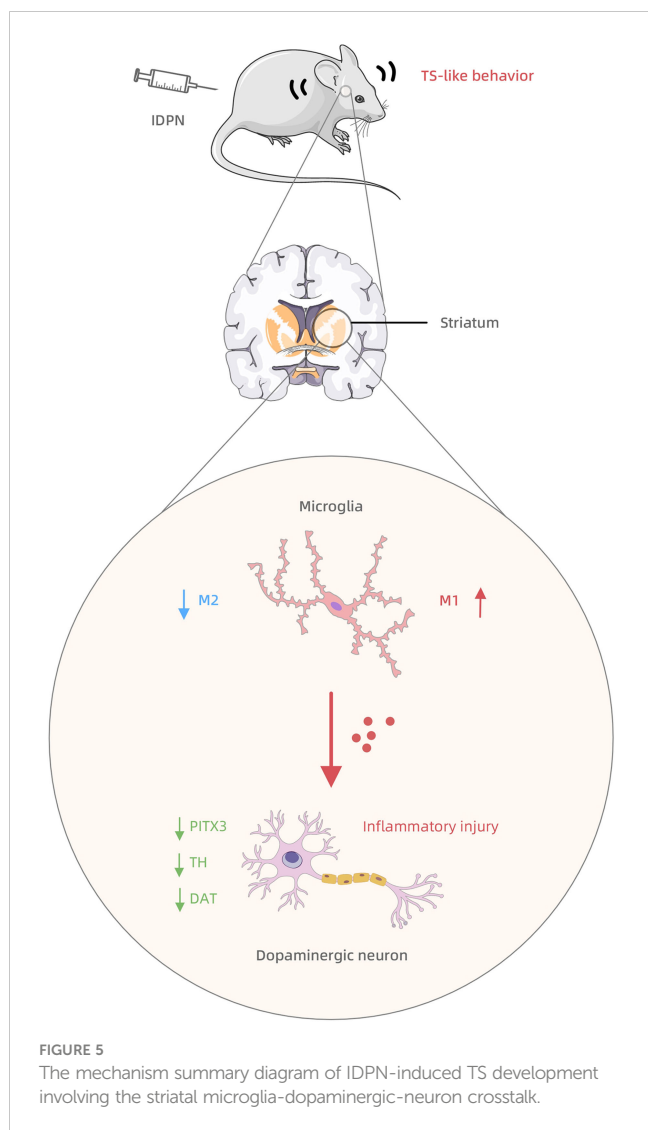 TS-like behavior
IDPN
Striatum
Microglia
M2
M1
PITX3
Inflammatory injury
TH
DAT
Dopaminergic neuron
FIGURE 5
The mechanism summary diagram of IDPN-induced TS development
involving the striatal microglia-dopaminergic-neuron crosstalk.